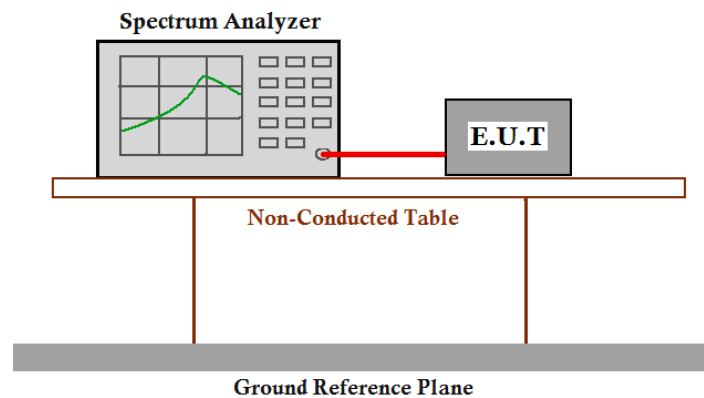 Spectrum Analyzer
E.U.T
Non-Conducted Table
Ground Reference Plane